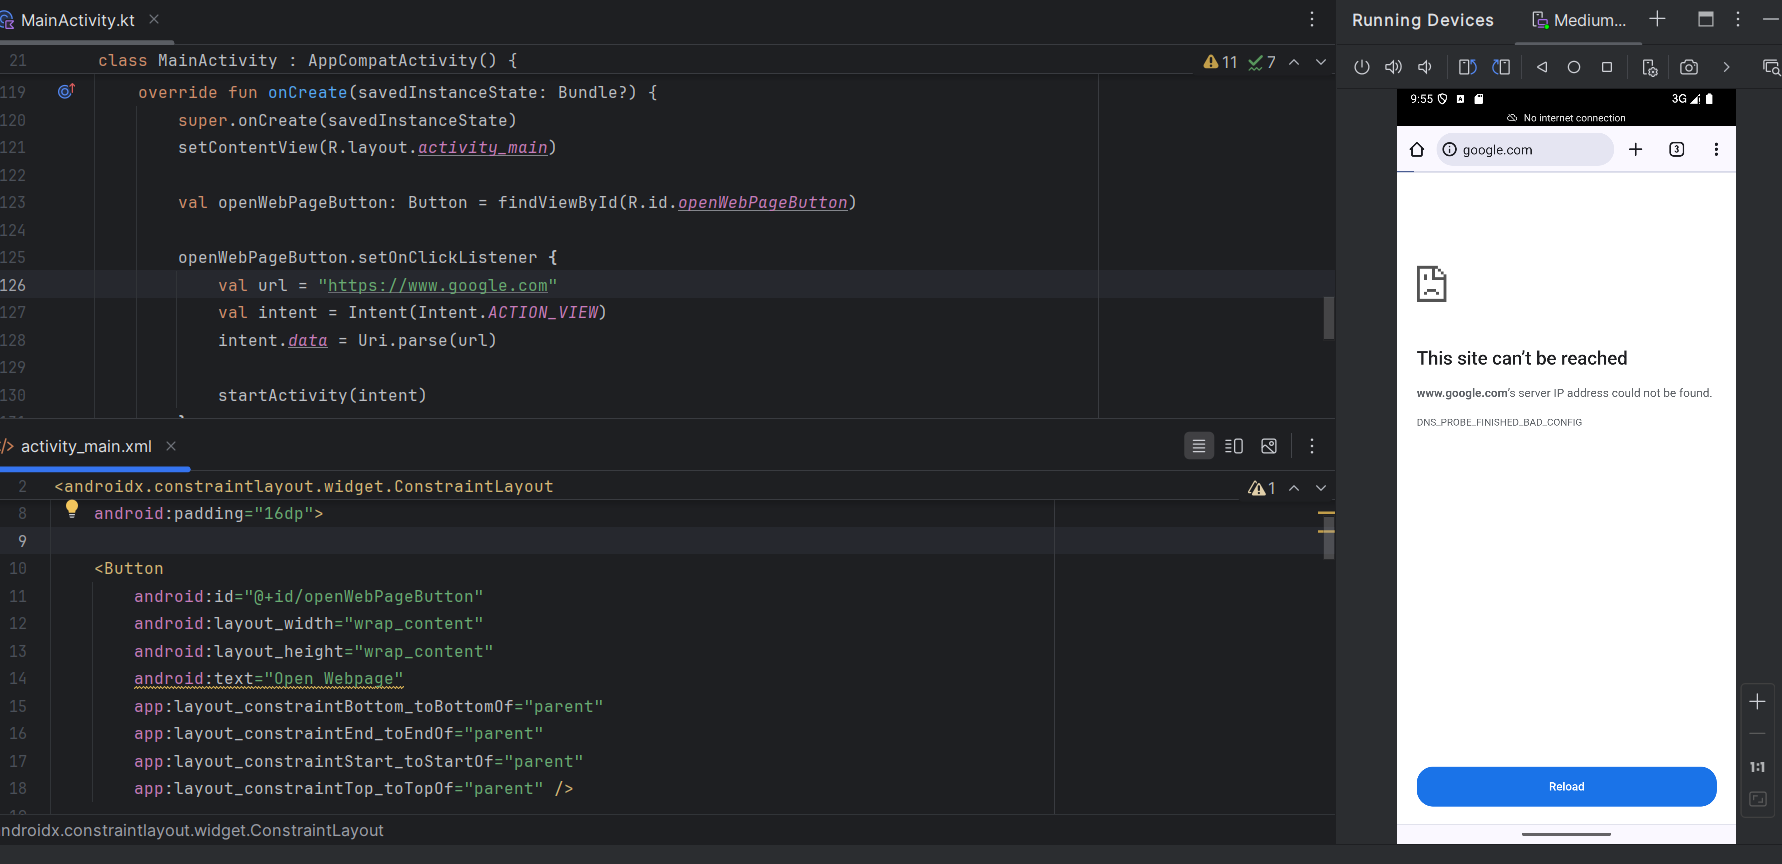 MainActivity.kt
21 class MainActivity : AppCompatActivity() {
11 7
119 override fun onCreate(savedInstanceState: Bundle?) {
120 super.onCreate(savedInstanceState)
121 setContentView(R.layout.activity_main)
122
123 val openWebPageButton: Button = findViewById(R.id.openWebPageButton)
124
125 openWebPageButton.setOnClickListener {
126 val url = "https://www.google.com"
127 val intent = Intent(Intent.ACTION_VIEW)
128 intent.data = Uri.parse(url)
129
130 startActivity(intent)
activity_main.xml
2 <androidx.constraintlayout.widget.ConstraintLayout
1
8 android:padding="16dp">
9
10 <Button
11 android:id="@+id/openWebPageButton"
12 android:layout_width="wrap_content"
13 android:layout_height="wrap_content"
14 android:text="Open Webpage"
15 app:layout_constraintBottom_toBottomOf="parent"
16 app:layout_constraintEnd_toEndOf="parent"
17 app:layout_constraintStart_toStartOf="parent"
18 app:layout_constraintTop_toTopOf="parent" />
ndroidx.constraintlayout.widget.ConstraintLayout
Running Devices
Medium...
9:55
3G
No internet connection
google.com
3
This site can’t be reached
www.google.com’s server IP address could not be found.
DNS_PROBE_FINISHED_BAD_CONFIG
Reload
1:1